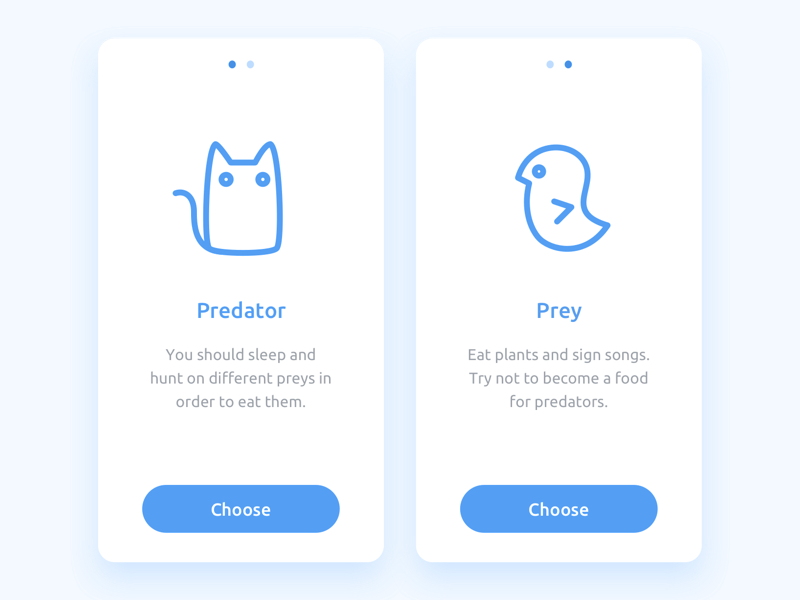 Predator
You should sleep and
hunt on different preys in
order to eat them.
Choose
Prey
Eat plants and sign songs.
Try not to become a food
for predators.
Choose